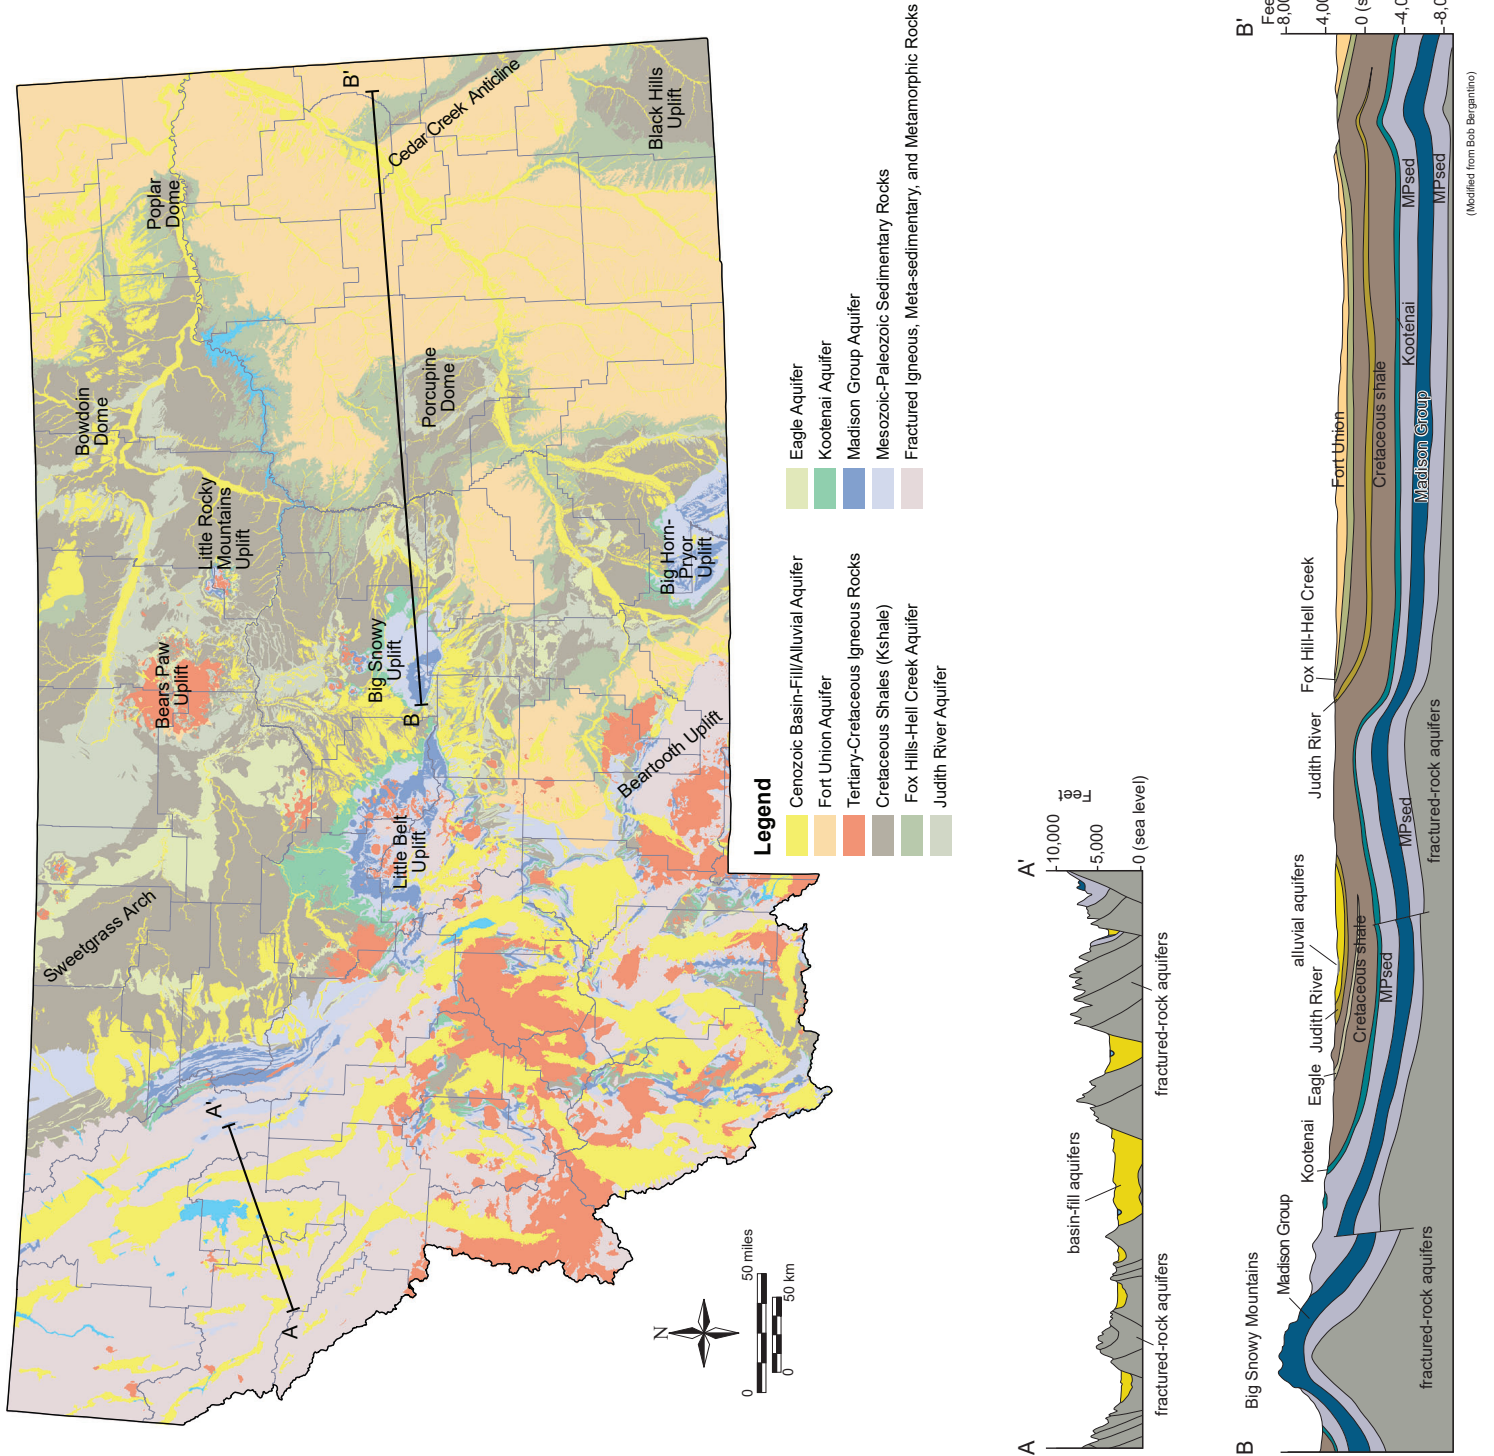 Sweetgrass Arch
Bears Paw
Uplift
Little Rocky
Mountains
Uplift
Bowdoin
Dome
Poplar
Dome
B'
Cedar Creek Anticline
Black Hills
Uplift
Porcupine
Dome
Big Snowy
Uplift
B
Big Horn-
Pryor
Uplift
Little Belt
Uplift
Beartooth Uplift
A'
A
N
0
50 miles
0
50 km
Legend
Cenozoic Basin-Fill/Alluvial Aquifer
Fort Union Aquifer
Tertiary-Cretaceous Igneous Rocks
Cretaceous Shales (Kshale)
Fox Hills-Hell Creek Aquifer
Judith River Aquifer
Eagle Aquifer
Kootenai Aquifer
Madison Group Aquifer
Mesozoic-Paleozoic Sedimentary Rocks
Fractured Igneous, Meta-sedimentary, and Metamorphic Rocks
A
A'
Feet
10,000
5,000
0 (sea level)
basin-fill aquifers
fractured-rock aquifers
fractured-rock aquifers
B
B'
Big Snowy Mountains
Madison Group
Kootenai
Eagle
Judith River
alluvial aquifers
Judith River
Fox Hill-Hell Creek
Fort Union
Cretaceous shale
Cretaceous shale
Kootenai
MPsed
MPsed
MPsed
MPsed
Madison Group
fractured-rock aquifers
fractured-rock aquifers
(Modified from Bob Bergantino)